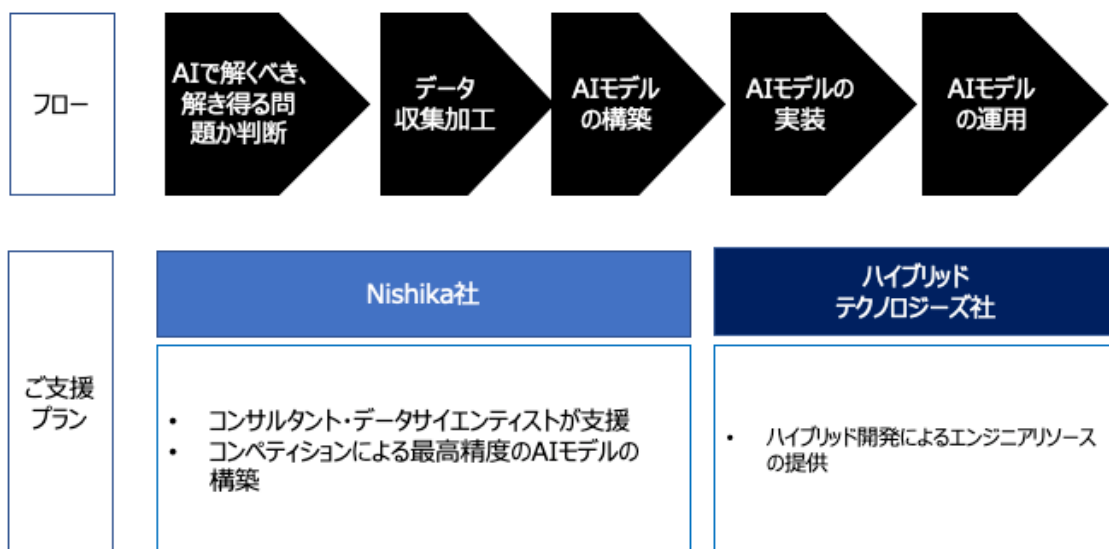 フロー
AIで解くべき、
解き得る問
題か判断
データ
収集加工
AIモデル
の構築
AIモデルの
実装
AIモデル
の運用
ご支援
プラン
Nishika社
• コンサルタント・データサイエンティストが支援
• コンペティションによる最高精度のAIモデルの
構築
ハイブリッド
テクノロジーズ社
• ハイブリッド開発によるエンジニアリソース
の提供